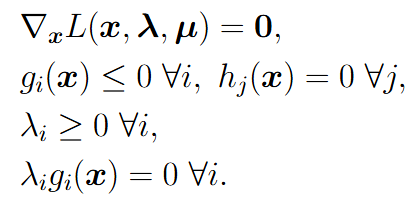 ∇ₓL(𝒙, 𝝀, 𝝁) = 𝟎,
gᵢ(𝒙) ≤ 0 ∀i, hⱼ(𝒙) = 0 ∀j,
λᵢ ≥ 0 ∀i,
λᵢgᵢ(𝒙) = 0 ∀i.